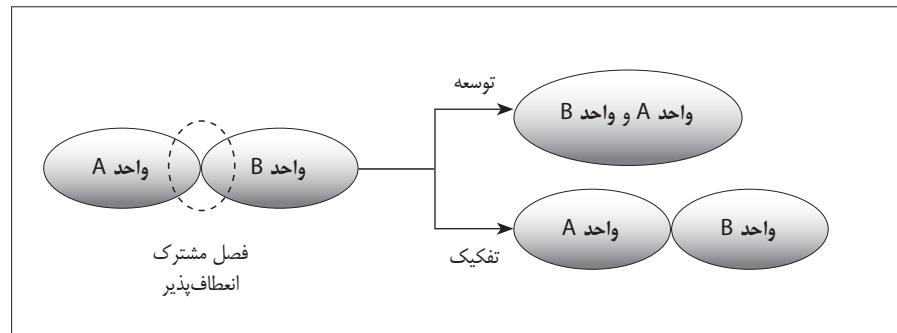 توسعه
واحد A و واحد B
واحد A
واحد B
فصل مشترک
انعطاف‌پذیر
تفکیک
واحد A
واحد B